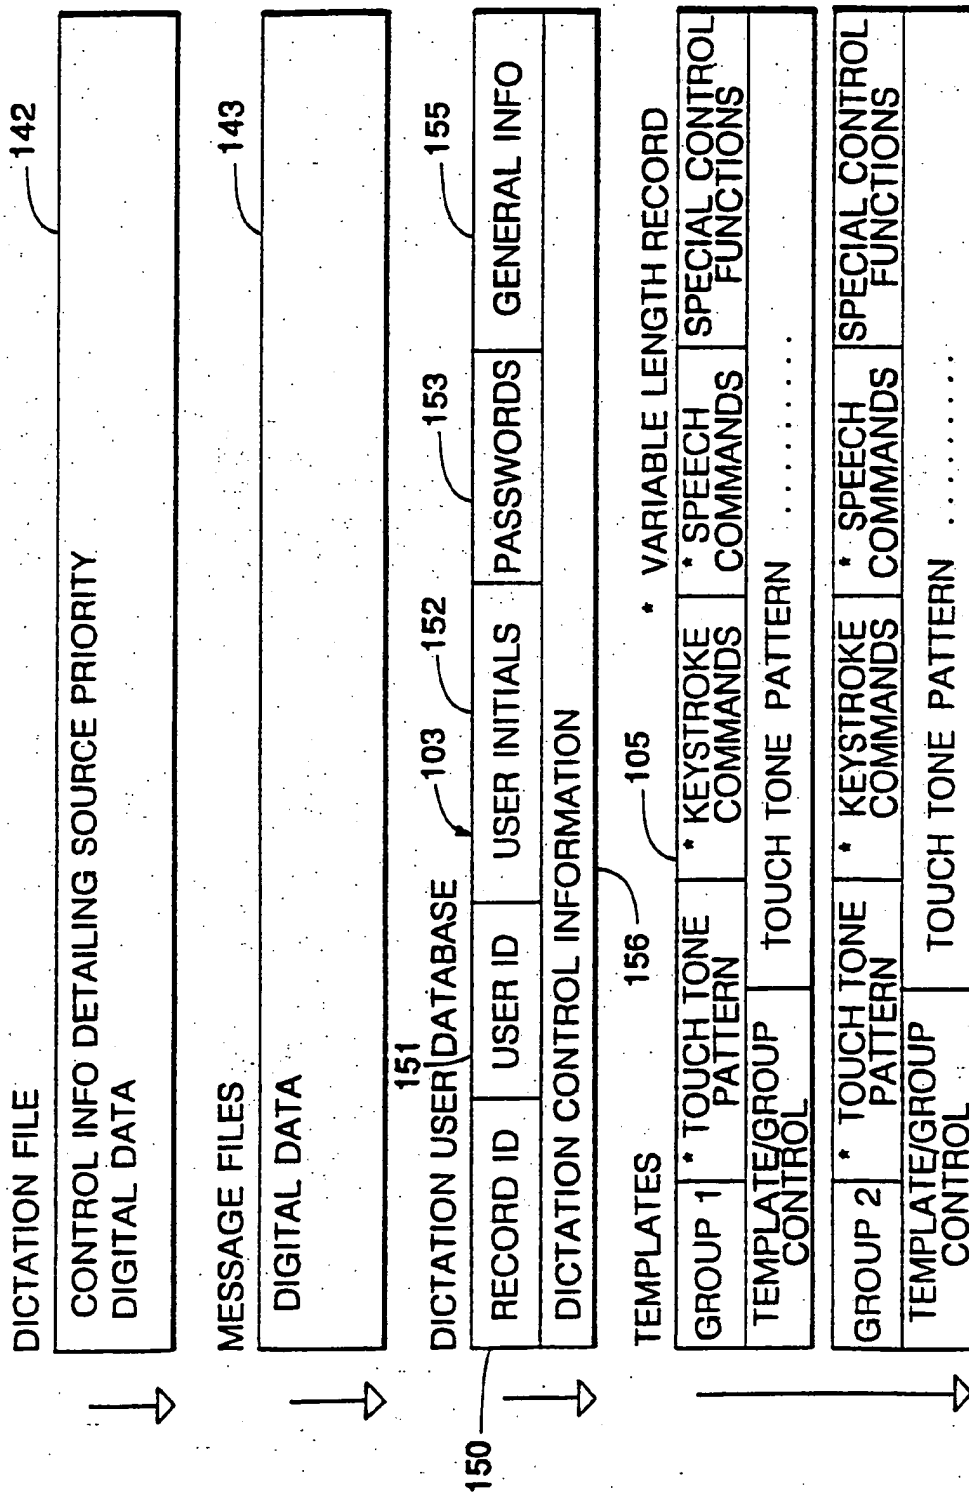 DICTATION FILE
142
CONTROL INFO DETAILING SOURCE PRIORITY
DIGITAL DATA
MESSAGE FILES
143
DIGITAL DATA
DICTATION USER DATABASE
151
103
152
153
155
150
RECORD ID
USER ID
USER INITIALS
PASSWORDS
GENERAL INFO
DICTATION CONTROL INFORMATION
156
TEMPLATES
105
* VARIABLE LENGTH RECORD
GROUP 1
* TOUCH TONE
PATTERN
* KEYSTROKE
COMMANDS
* SPEECH
COMMANDS
SPECIAL CONTROL
FUNCTIONS
TEMPLATE/GROUP
CONTROL
TOUCH TONE PATTERN .........
GROUP 2
* TOUCH TONE
PATTERN
* KEYSTROKE
COMMANDS
* SPEECH
COMMANDS
SPECIAL CONTROL
FUNCTIONS
TEMPLATE/GROUP
CONTROL
TOUCH TONE PATTERN ........